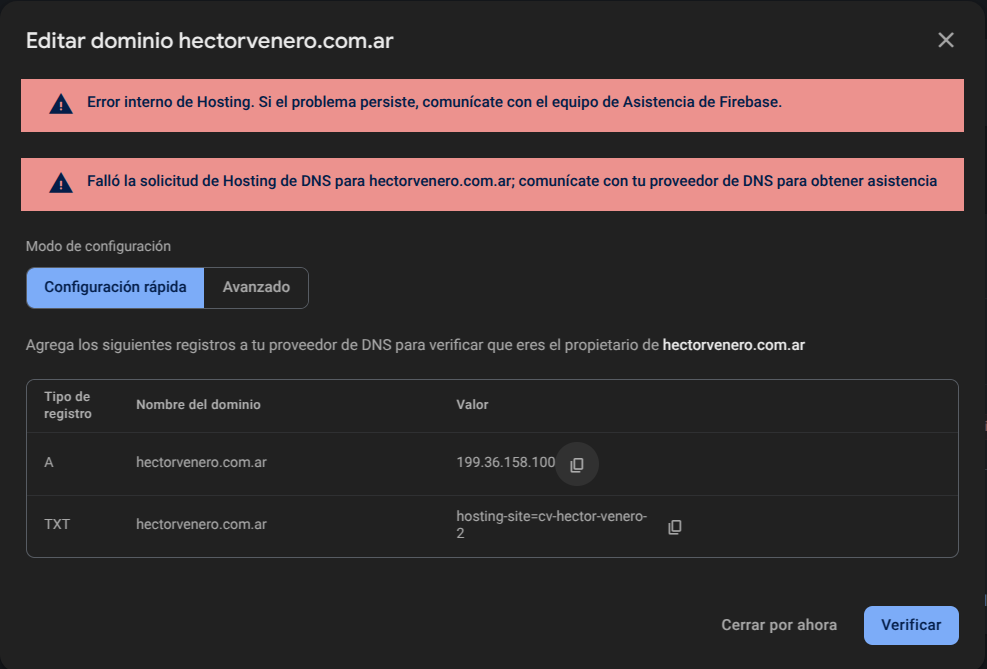 Editar dominio hectorvenero.com.ar
Error interno de Hosting. Si el problema persiste, comunícate con el equipo de Asistencia de Firebase.
Falló la solicitud de Hosting de DNS para hectorvenero.com.ar; comunícate con tu proveedor de DNS para obtener asistencia
Modo de configuración
Configuración rápida Avanzado
Agrega los siguientes registros a tu proveedor de DNS para verificar que eres el propietario de hectorvenero.com.ar
Tipo de
registro Nombre del dominio Valor
A hectorvenero.com.ar 199.36.158.100
TXT hectorvenero.com.ar hosting-site=cv-hector-venero-
2
Cerrar por ahora Verificar